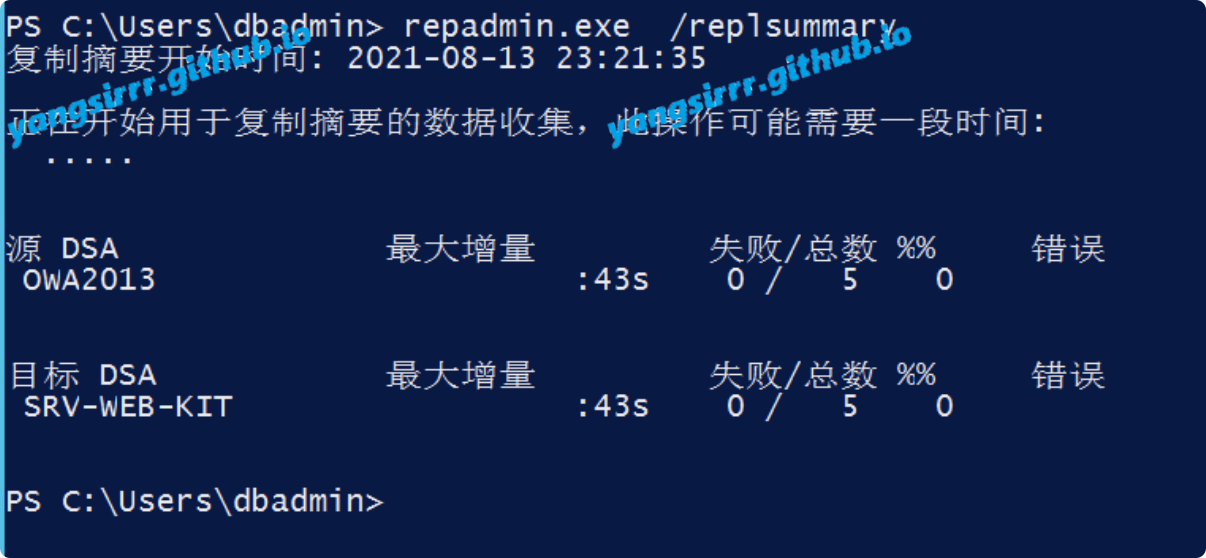 PS C:\Users\dbadmin> repadmin.exe  /replsummary
复制摘要开始时间: 2021-08-13 23:21:35
正在开始用于复制摘要的数据收集，此操作可能需要一段时间:
  .....
源 DSA              最大增量         失败/总数 %%     错误
 OWA2013                      :43s    0 /   5    0
目标 DSA            最大增量         失败/总数 %%     错误
 SRV-WEB-KIT                  :43s    0 /   5    0
PS C:\Users\dbadmin>
yangsirrr.github.io
yangsirrr.github.io